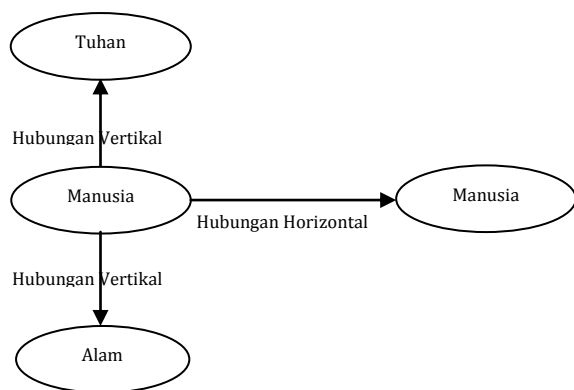 Tuhan
Hubungan Vertikal
Manusia
Manusia
Hubungan Horizontal
Hubungan Vertikal
Alam